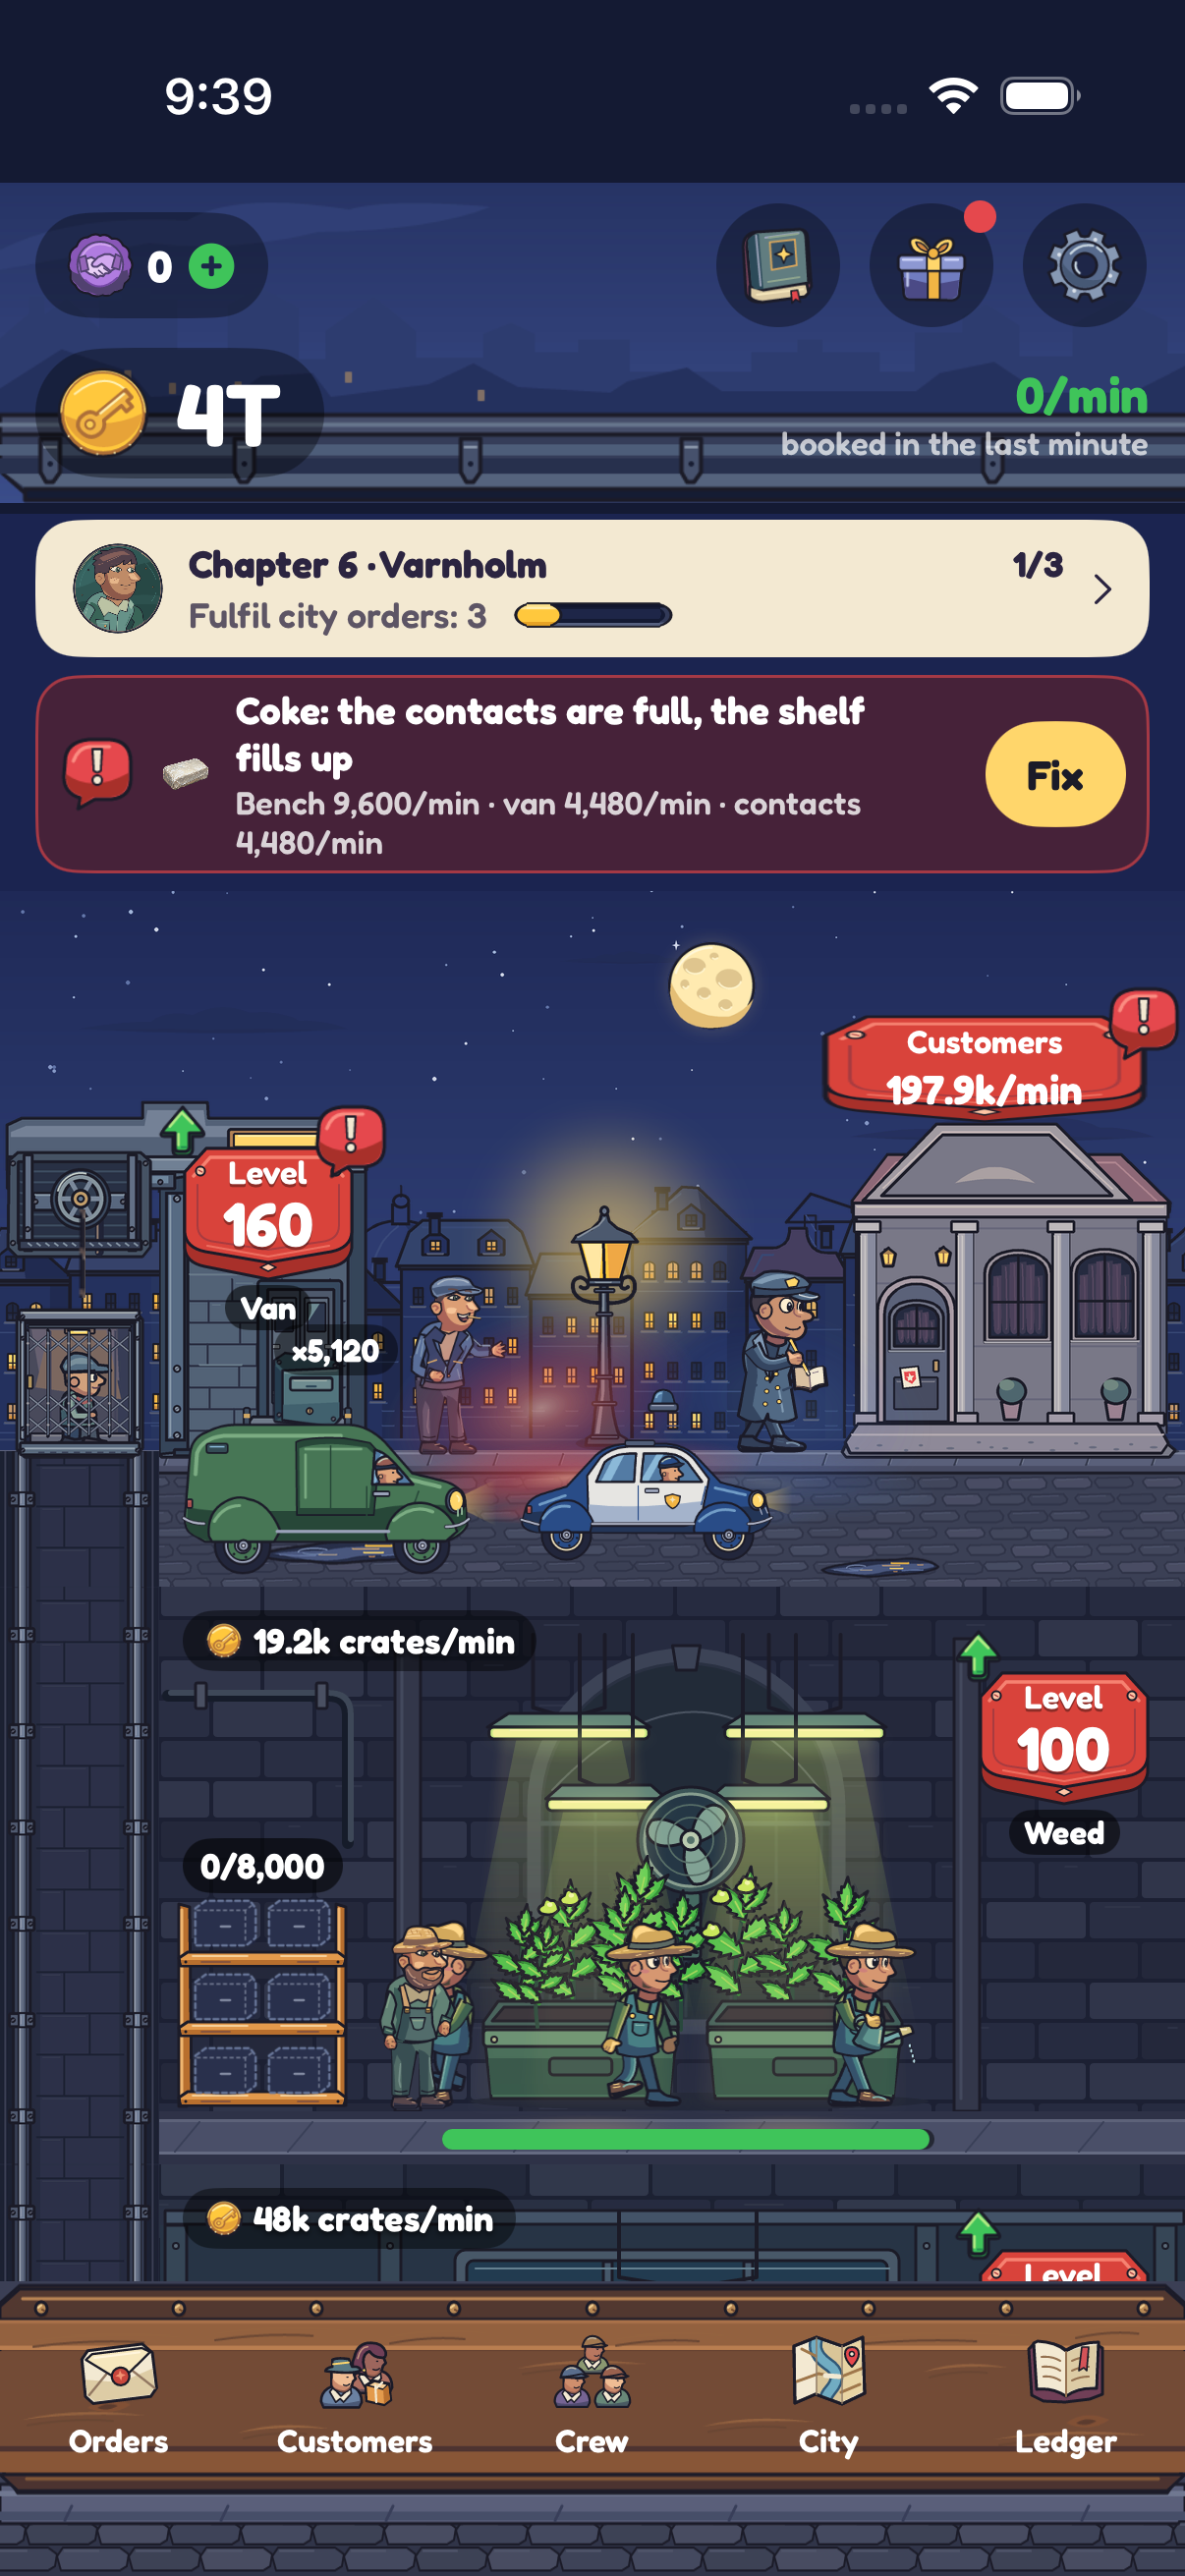 9:39
0
4T
0/min
booked in the last minute
Chapter 6 · Varnholm
1/3
Fulfil city orders: 3
Coke: the contacts are full, the shelf
fills up
Bench 9,600/min · van 4,480/min · contacts
4,480/min
Fix
Customers
197.9k/min
Level
160
Van
x5,120
19.2k crates/min
Level
100
Weed
0/8,000
48k crates/min
Level
Orders
Customers
Crew
City
Ledger